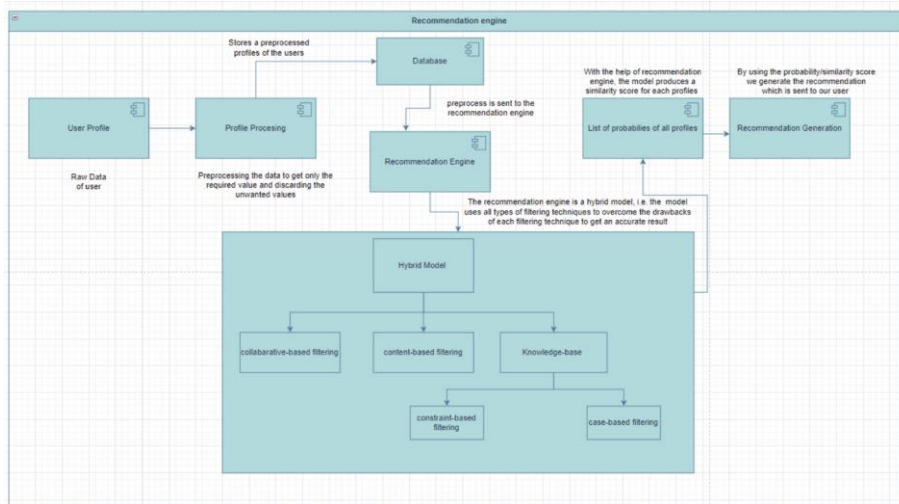 Recommendation engine
Stores a preprocessed
profiles of the users
Database
With the help of recommendation
engine, the model produces a
similarity score for each profiles
By using the probability/similarity score
we generate the recommendation
which is sent to our user
preprocess is sent to the
recommendation engine
User Profile
Profile Procesing
Recommendation Engine
List of probabilies of all profiles
Recommendation Generation
Raw Data
of user
Preprocessing the data to get only the
required value and discarding the
unwanted values
The recommendation engine is a hybrid model, i.e. the model
uses all types of filtering techniques to overcome the drawbacks
of each filtering technique to get an accurate result
Hybrid Model
collabarative-based filtering
content-based filtering
Knowledge-base
constraint-based
filtering
case-based filtering